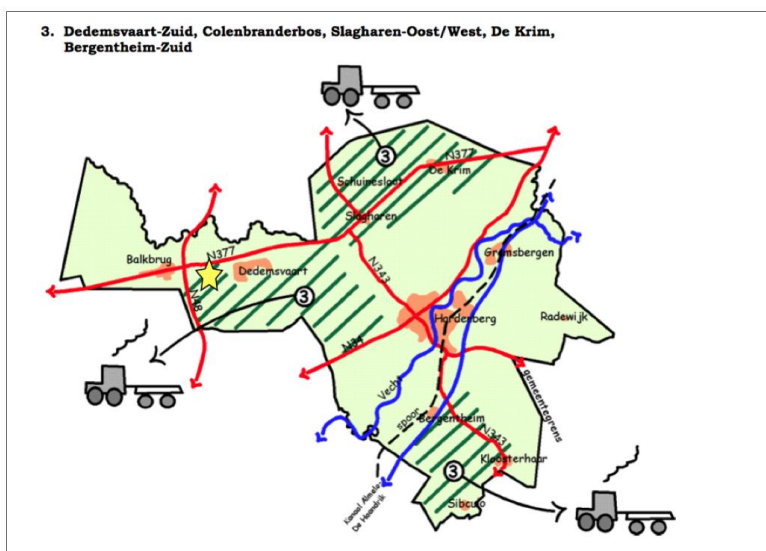 3. Dedemsvaart-Zuid, Colenbranderbos, Slagharen-Oost/West, De Krim,
Bergentheim-Zuid
3
N377
De Krim
Schuinesloot
Slagharen
Balkbrug
N377
Dedemsvaart
N343
Gramsbergen
N48
3
Hardenberg
Radewijk
N34
Vecht
gemeentegrens
spoor
Bergentheim
N343
Kloosterhaar
3
Sibculo
Kanaal Almelo-
De Haandrik